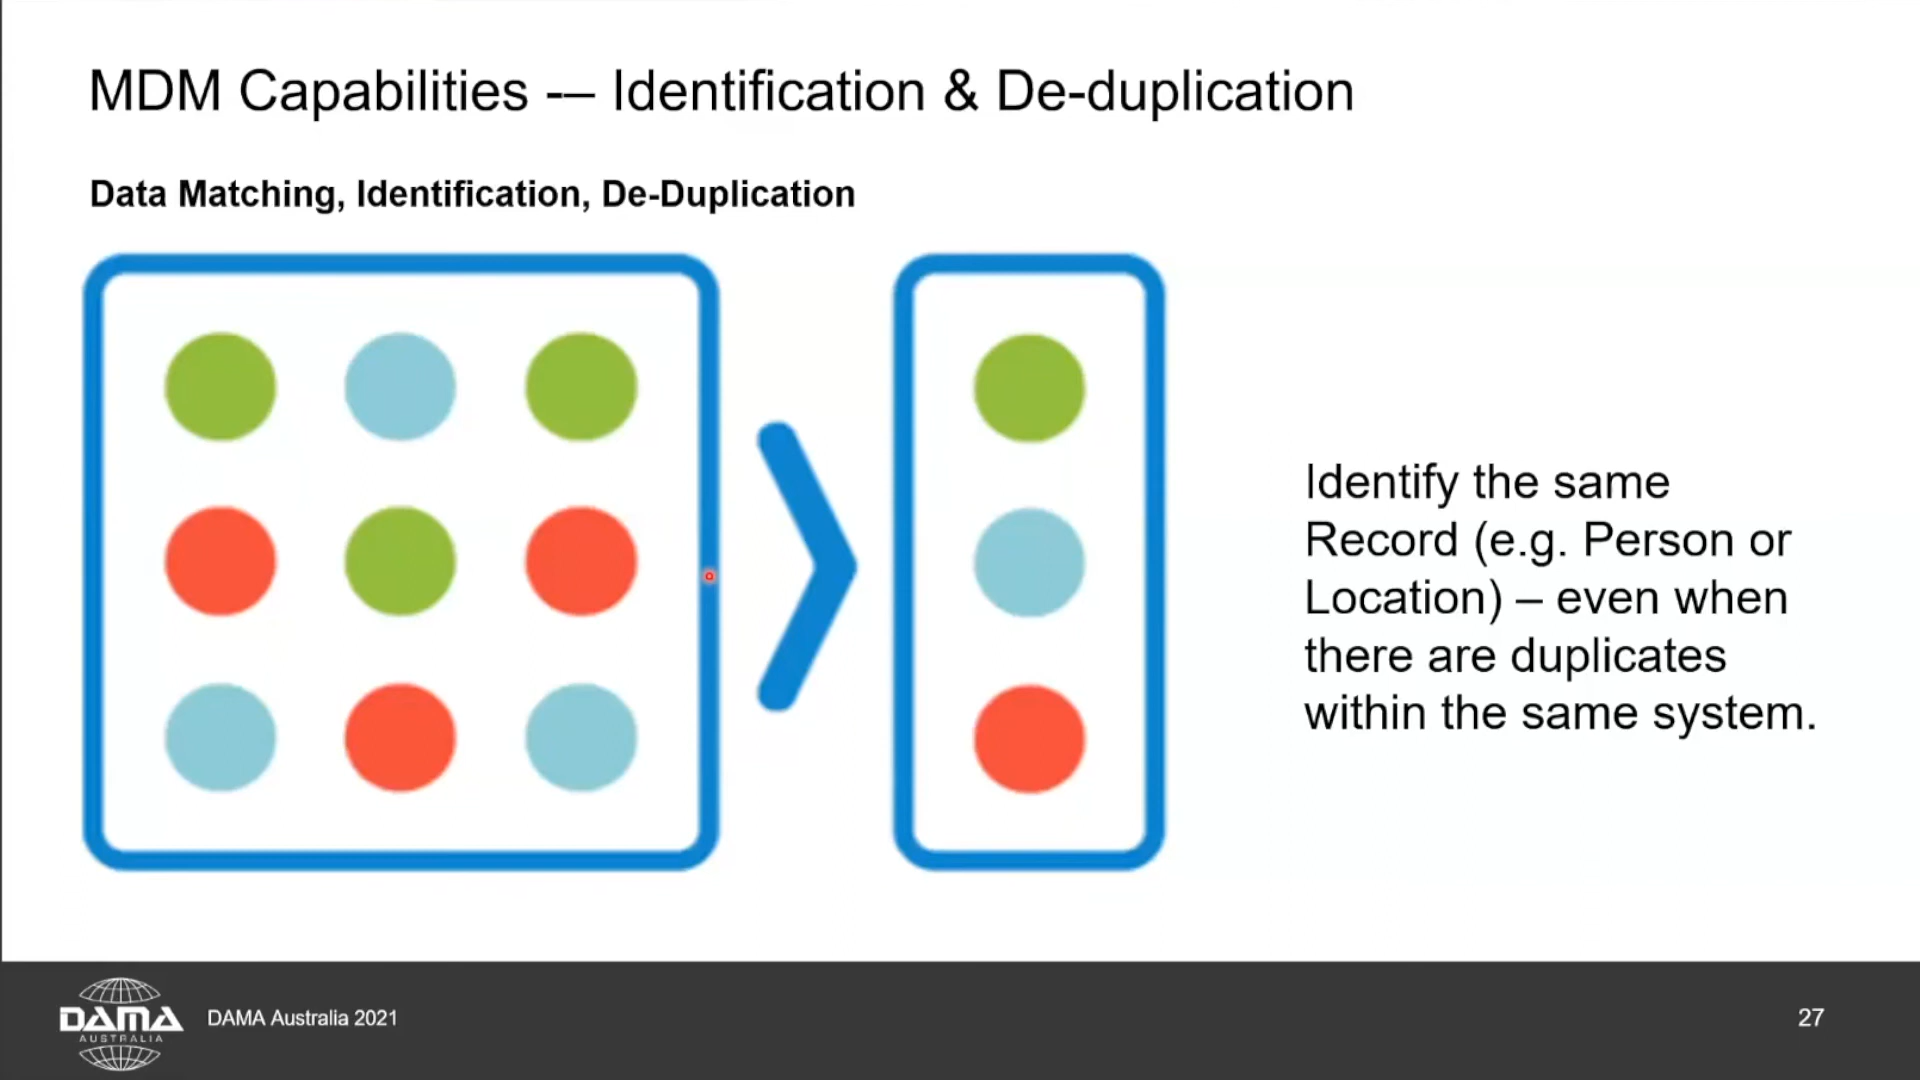 MDM Capabilities -– Identification & De-duplication
Data Matching, Identification, De-Duplication
Identify the same
Record (e.g. Person or
Location) – even when
there are duplicates
within the same system.
DAMA
AUSTRALIA
DAMA Australia 2021
27